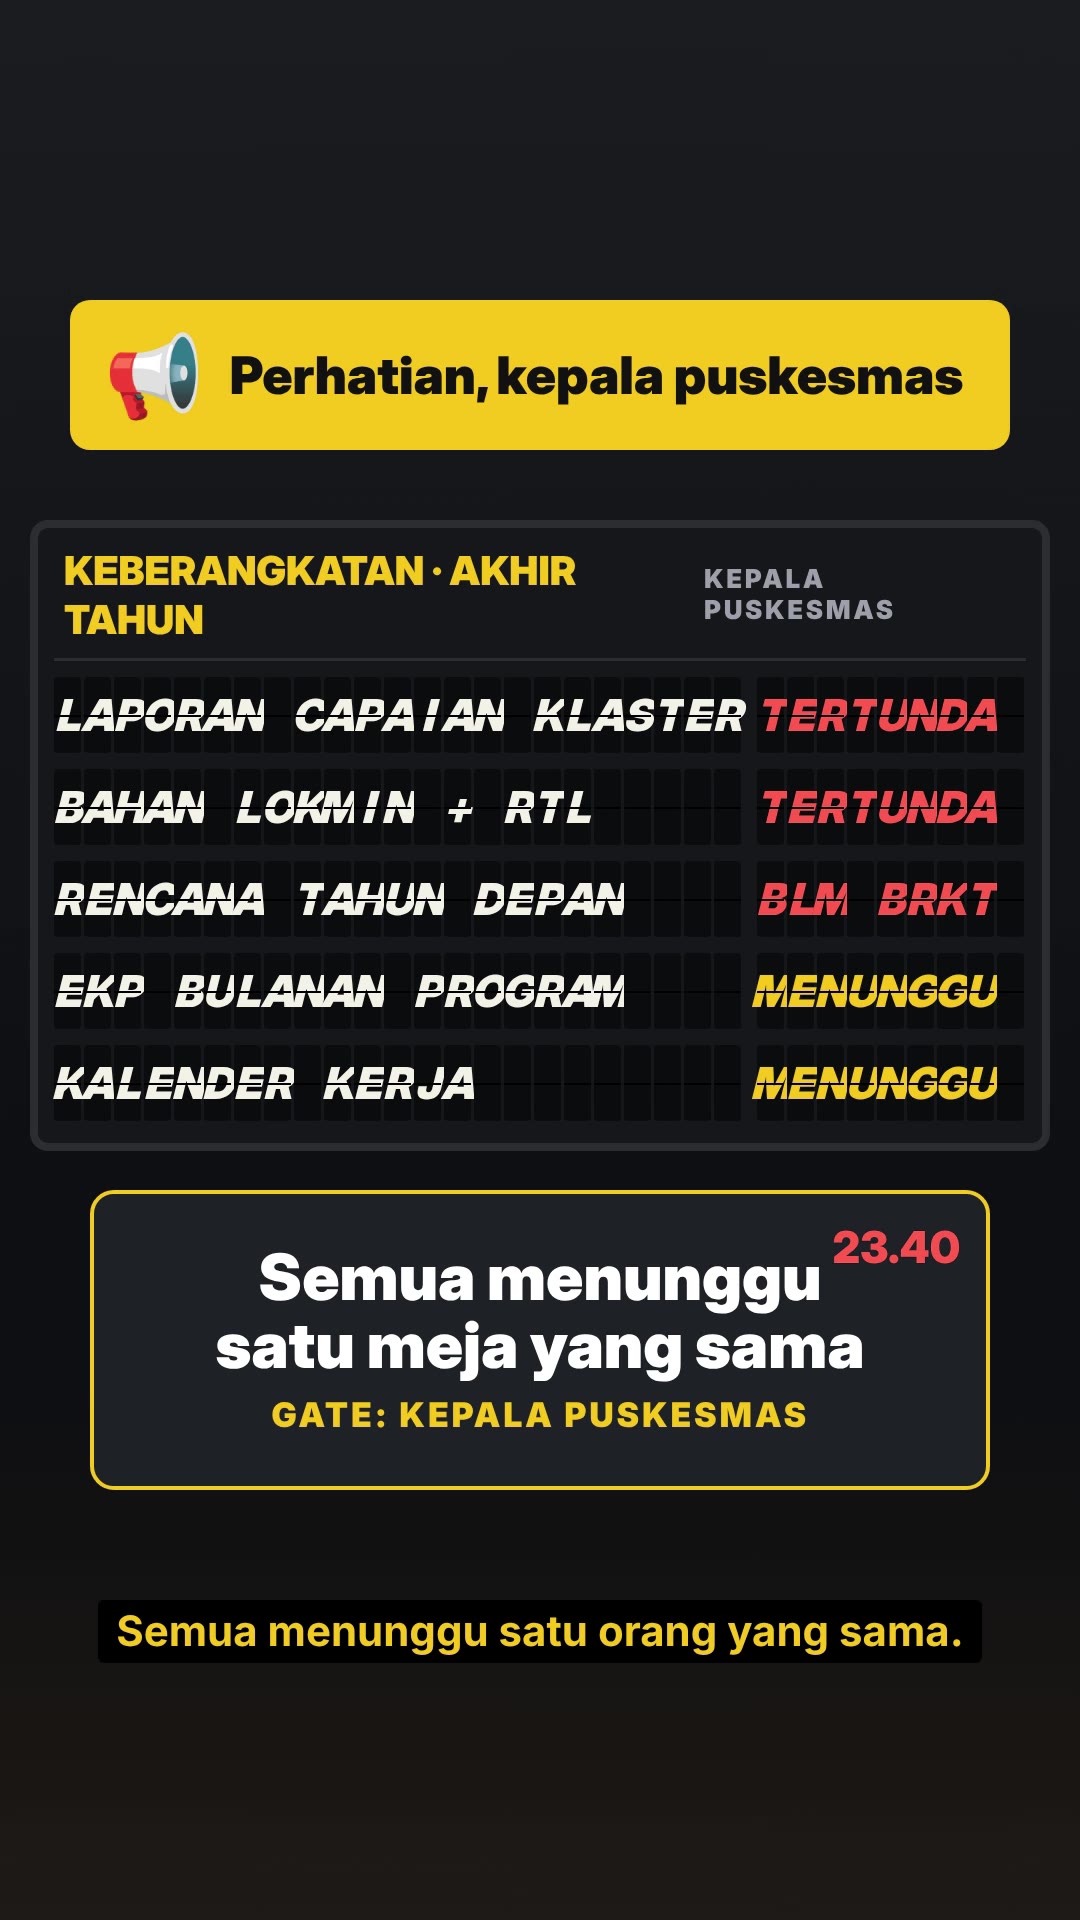 Perhatian, kepala puskesmas
KEBERANGKATAN · AKHIR
TAHUN
KEPALA
PUSKESMAS
LAPORAN CAPAIAN KLASTER TERTUNDA
BAHAN LOKMIN + RTL TERTUNDA
RENCANA TAHUN DEPAN BLM BRKT
EKP BULANAN PROGRAM MENUNGGU
KALENDER KERJA MENUNGGU
23.40
Semua menunggu
satu meja yang sama
GATE: KEPALA PUSKESMAS
Semua menunggu satu orang yang sama.